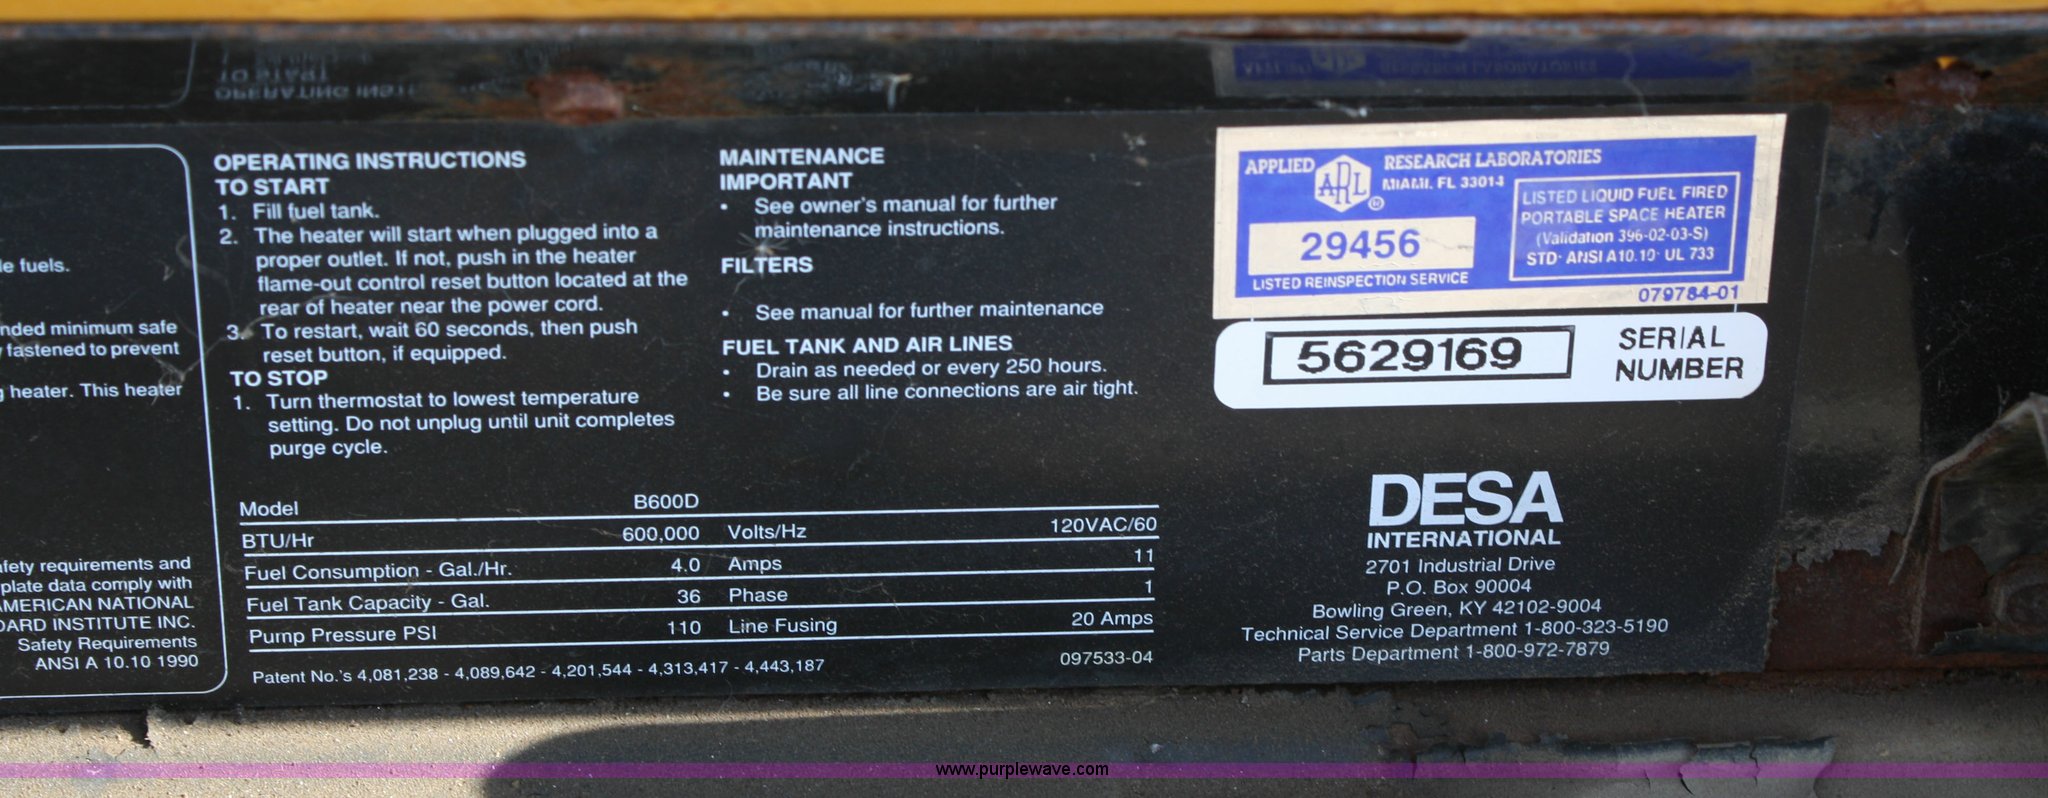 le fuels.
nded minimum safe
fastened to prevent
g heater. This heater
afety requirements and
plate data comply with
AMERICAN NATIONAL
DARD INSTITUTE INC.
Safety Requirements
ANSI A 10.10 1990
OPERATING INSTRUCTIONS
TO START
1. Fill fuel tank.
2. The heater will start when plugged into a
proper outlet. If not, push in the heater
flame-out control reset button located at the
rear of heater near the power cord.
3. To restart, wait 60 seconds, then push
reset button, if equipped.
TO STOP
1. Turn thermostat to lowest temperature
setting. Do not unplug until unit completes
purge cycle.
MAINTENANCE
IMPORTANT
• See owner's manual for further
maintenance instructions.
FILTERS
• See manual for further maintenance
FUEL TANK AND AIR LINES
• Drain as needed or every 250 hours.
• Be sure all line connections are air tight.
Model B600D
BTU/Hr 600,000 Volts/Hz 120VAC/60
Fuel Consumption - Gal./Hr. 4.0 Amps 11
Fuel Tank Capacity - Gal. 36 Phase 1
Pump Pressure PSI 110 Line Fusing 20 Amps
Patent No.'s 4,081,238 - 4,089,642 - 4,201,544 - 4,313,417 - 4,443,187 097533-04
APPLIED ARL ® RESEARCH LABORATORIES
MIAMI, FL 33014
29456
LISTED REINSPECTION SERVICE
LISTED LIQUID FUEL FIRED
PORTABLE SPACE HEATER
(Validation 396-02-03-S)
STD· ANSI A10.10· UL 733
079784-01
5629169 SERIAL
NUMBER
DESA
INTERNATIONAL
2701 Industrial Drive
P.O. Box 90004
Bowling Green, KY 42102-9004
Technical Service Department 1-800-323-5190
Parts Department 1-800-972-7879
www.purplewave.com